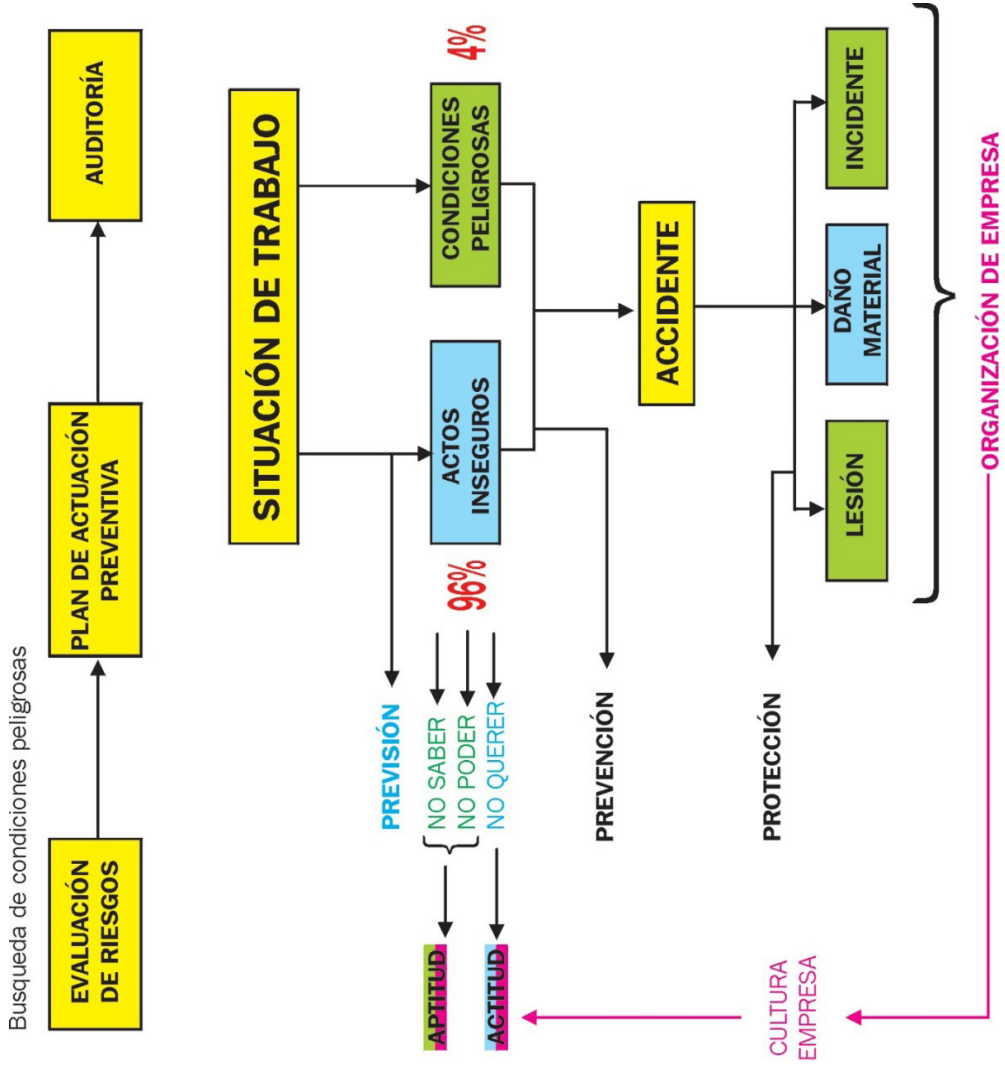 Busqueda de condiciones peligrosas
EVALUACIÓN
DE RIESGOS
PLAN DE ACTUACIÓN
PREVENTIVA
AUDITORÍA
SITUACIÓN DE TRABAJO
PREVISIÓN
APTITUD
NO SABER
NO PODER
ACTITUD
NO QUERER
96%
ACTOS
INSEGUROS
CONDICIONES
PELIGROSAS
4%
PREVENCIÓN
ACCIDENTE
PROTECCIÓN
LESIÓN
DAÑO
MATERIAL
INCIDENTE
CULTURA
EMPRESA
ORGANIZACIÓN DE EMPRESA